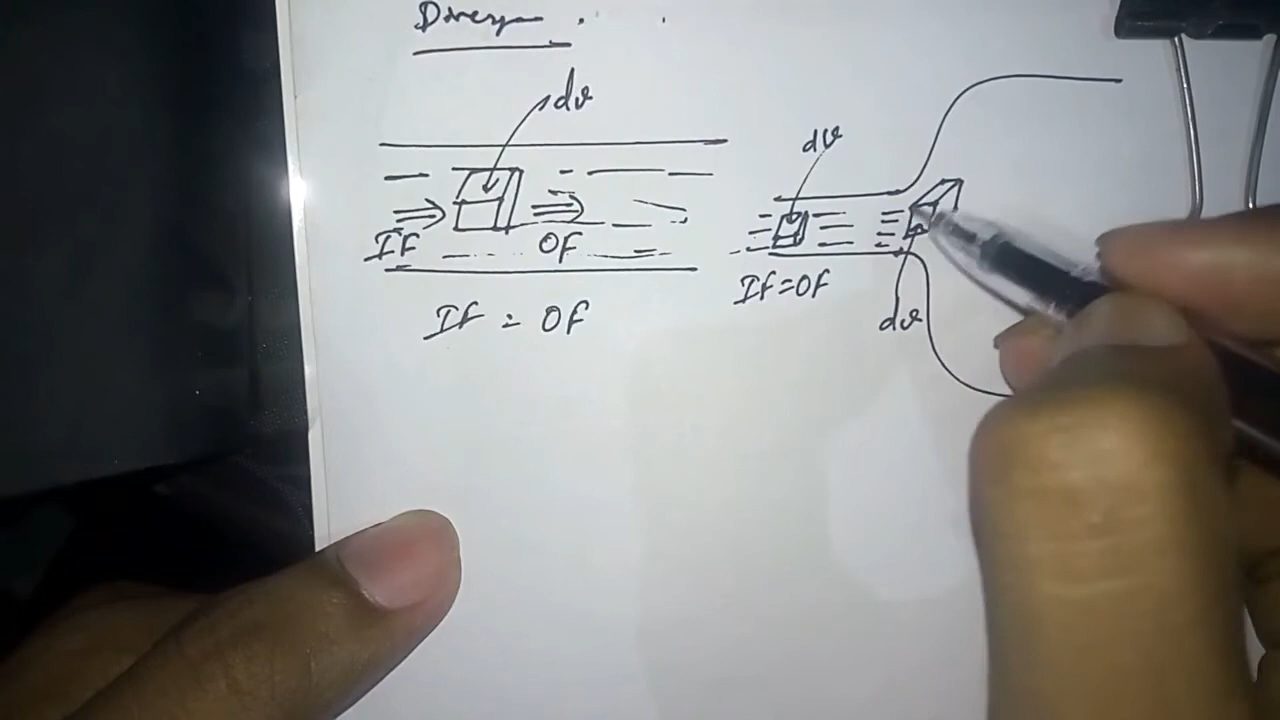 dv
IF OF
IF = OF
dv
If = OF
dv